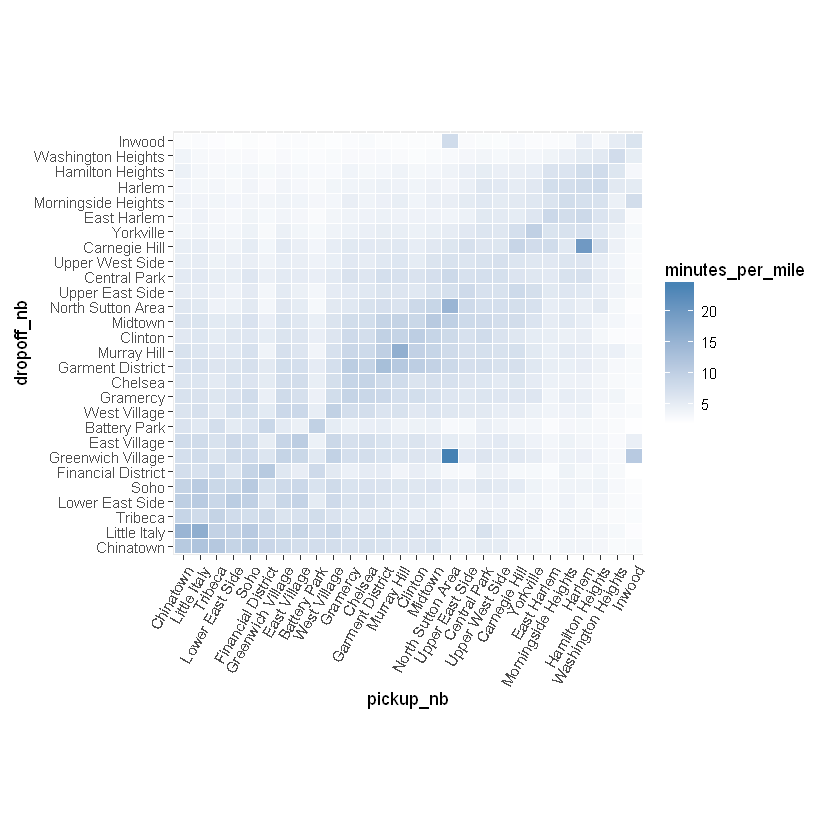 Inwood
Washington Heights
Hamilton Heights
Harlem
Morningside Heights
East Harlem
Yorkville
Carnegie Hill
Upper West Side
Central Park
Upper East Side
North Sutton Area
Midtown
Clinton
Murray Hill
Garment District
Chelsea
Gramercy
West Village
Battery Park
East Village
Greenwich Village
Financial District
Soho
Lower East Side
Tribeca
Little Italy
Chinatown
dropoff_nb
Chinatown
Little Italy
Tribeca
Lower East Side
Soho
Financial District
Greenwich Village
East Village
Battery Park
West Village
Gramercy
Chelsea
Garment District
Murray Hill
Clinton
Midtown
North Sutton Area
Upper East Side
Central Park
Upper West Side
Carnegie Hill
Yorkville
East Harlem
Morningside Heights
Harlem
Hamilton Heights
Washington Heights
Inwood
pickup_nb
minutes_per_mile
20
15
10
5